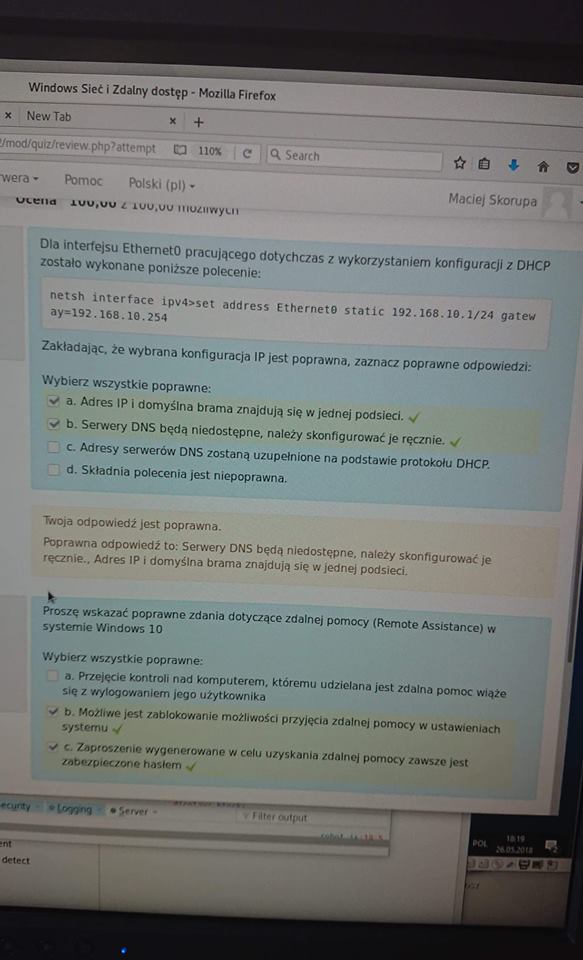 Windows Sieć i Zdalny dostęp - Mozilla Firefox
× New Tab × +
/mod/quiz/review.php?attempt 110% Search
rwera Pomoc Polski (pl) Maciej Skorupa
Ocena 100,00 z 100,00 możliwych
Dla interfejsu Ethernet0 pracującego dotychczas z wykorzystaniem konfiguracji z DHCP
zostało wykonane poniższe polecenie:
netsh interface ipv4>set address Ethernet0 static 192.168.10.1/24 gatew
ay=192.168.10.254
Zakładając, że wybrana konfiguracja IP jest poprawna, zaznacz poprawne odpowiedzi:
Wybierz wszystkie poprawne:
a. Adres IP i domyślna brama znajdują się w jednej podsieci.
b. Serwery DNS będą niedostępne, należy skonfigurować je ręcznie.
c. Adresy serwerów DNS zostaną uzupełnione na podstawie protokołu DHCP.
d. Składnia polecenia jest niepoprawna.
Twoja odpowiedź jest poprawna.
Poprawna odpowiedź to: Serwery DNS będą niedostępne, należy skonfigurować je
ręcznie., Adres IP i domyślna brama znajdują się w jednej podsieci.
Proszę wskazać poprawne zdania dotyczące zdalnej pomocy (Remote Assistance) w
systemie Windows 10
Wybierz wszystkie poprawne:
a. Przejęcie kontroli nad komputerem, któremu udzielana jest zdalna pomoc wiąże
się z wylogowaniem jego użytkownika
b. Możliwe jest zablokowanie możliwości przyjęcia zdalnej pomocy w ustawieniach
systemu
c. Zaproszenie wygenerowane w celu uzyskania zdalnej pomocy zawsze jest
zabezpieczone hasłem
ecurity Logging Server Filter output
ent
detect
POL 18:19
26.05.2018